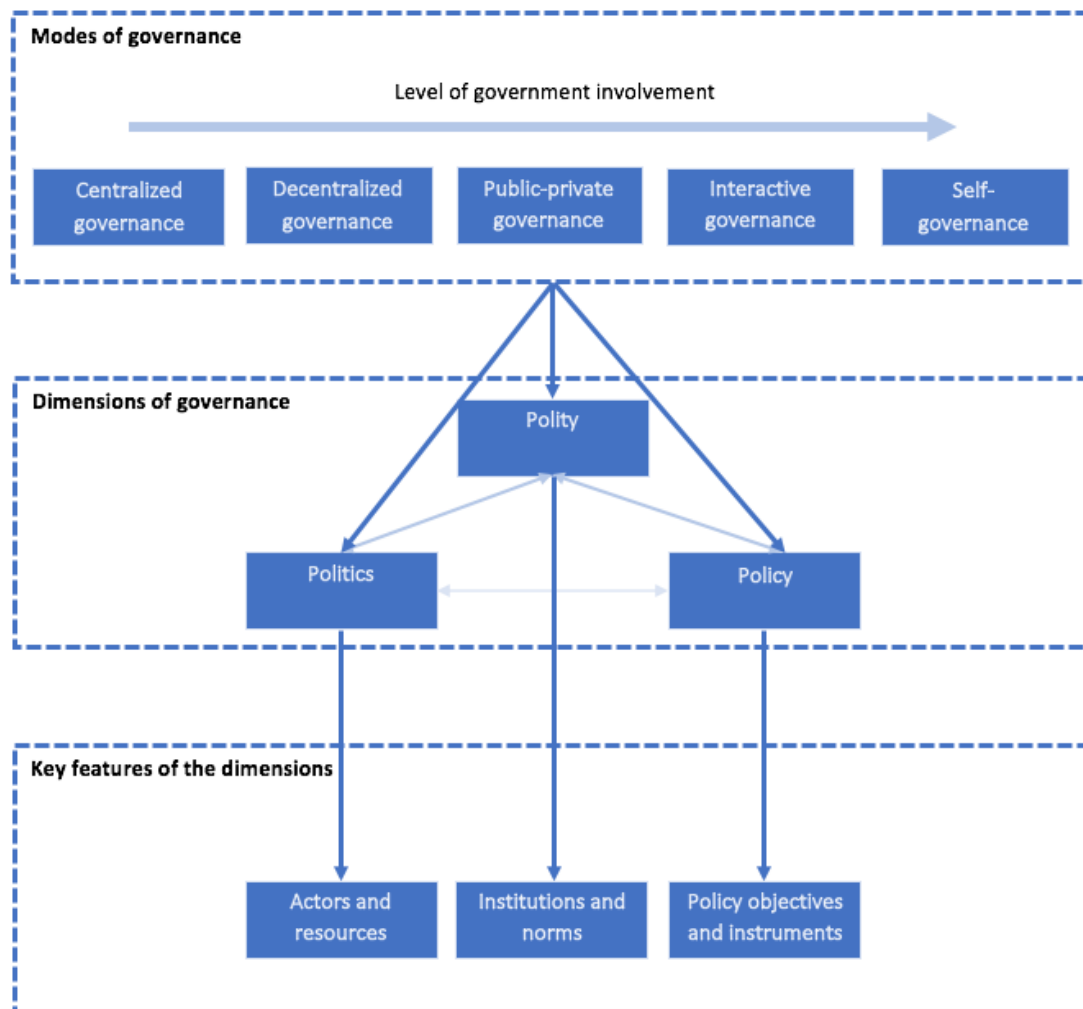 Modes of governance
Level of government involvement
Centralized
governance
Decentralized
governance
Public-private
governance
Interactive
governance
Self-
governance
Dimensions of governance
Polity
Politics
Policy
Key features of the dimensions
Actors and
resources
Institutions and
norms
Policy objectives
and instruments